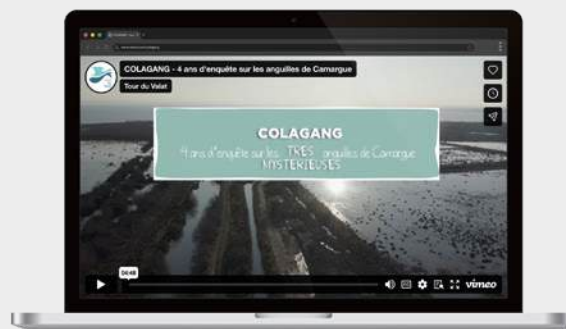 COLAGANG - 4 ans d'enquête sur les anguilles de Camargue
Tour du Valat
COLAGANG
4 ans d'enquête sur les TRES anguilles de Camargue
MYSTERIEUSES
04:48
vimeo